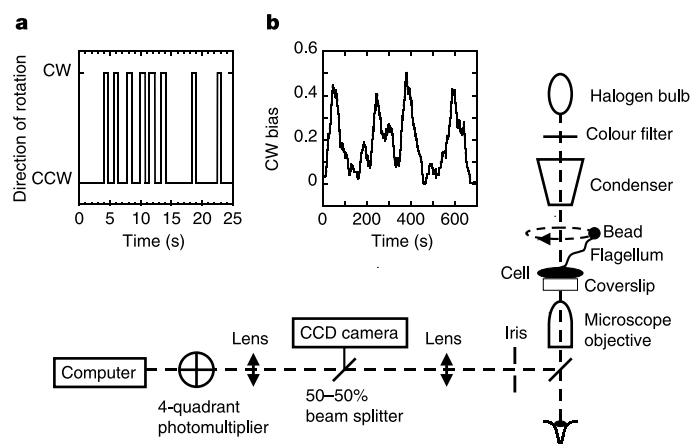 a
Direction of rotation
CW
CCW
0 5 10 15 20 25
Time (s)
b
CW bias
0.6
0.4
0.2
0
0 200 400 600
Time (s)
Halogen bulb
Colour filter
Condenser
Bead
Flagellum
Cell
Coverslip
Microscope
objective
Iris
Lens
CCD camera
Lens
50–50%
beam splitter
Computer
4-quadrant
photomultiplier